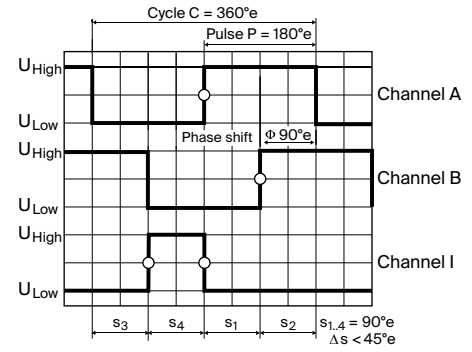 Cycle C = 360°e
Pulse P = 180°e
U High
Channel A
U Low
Phase shift
Φ 90°e
U High
Channel B
U Low
U High
Channel I
U Low
s3 s4 s1 s2 s1..4 = 90°e
Δs < 45°e